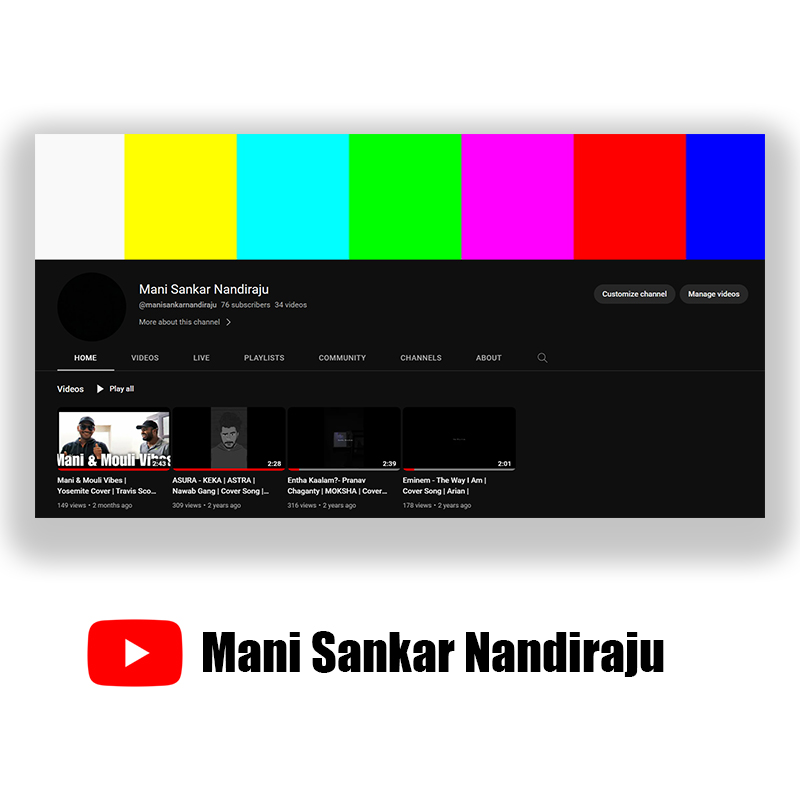 Mani Sankar Nandiraju
@manisankarnandiraju 76 subscribers 34 videos
More about this channel
Customize channel
Manage videos
HOME
VIDEOS
LIVE
PLAYLISTS
COMMUNITY
CHANNELS
ABOUT
Videos
Play all
Mani & Mouli Vibes
2:43
2:28
2:39
2:01
Mani & Mouli Vibes |
Yosemite Cover | Travis Sco...
149 views • 2 months ago
ASURA - KEKA | ASTRA |
Nawab Gang | Cover Song |...
309 views • 2 years ago
Entha Kaalam?- Pranav
Chaganty | MOKSHA | Cover...
316 views • 2 years ago
Eminem - The Way I Am |
Cover Song | Arian |
178 views • 2 years ago
Mani Sankar Nandiraju